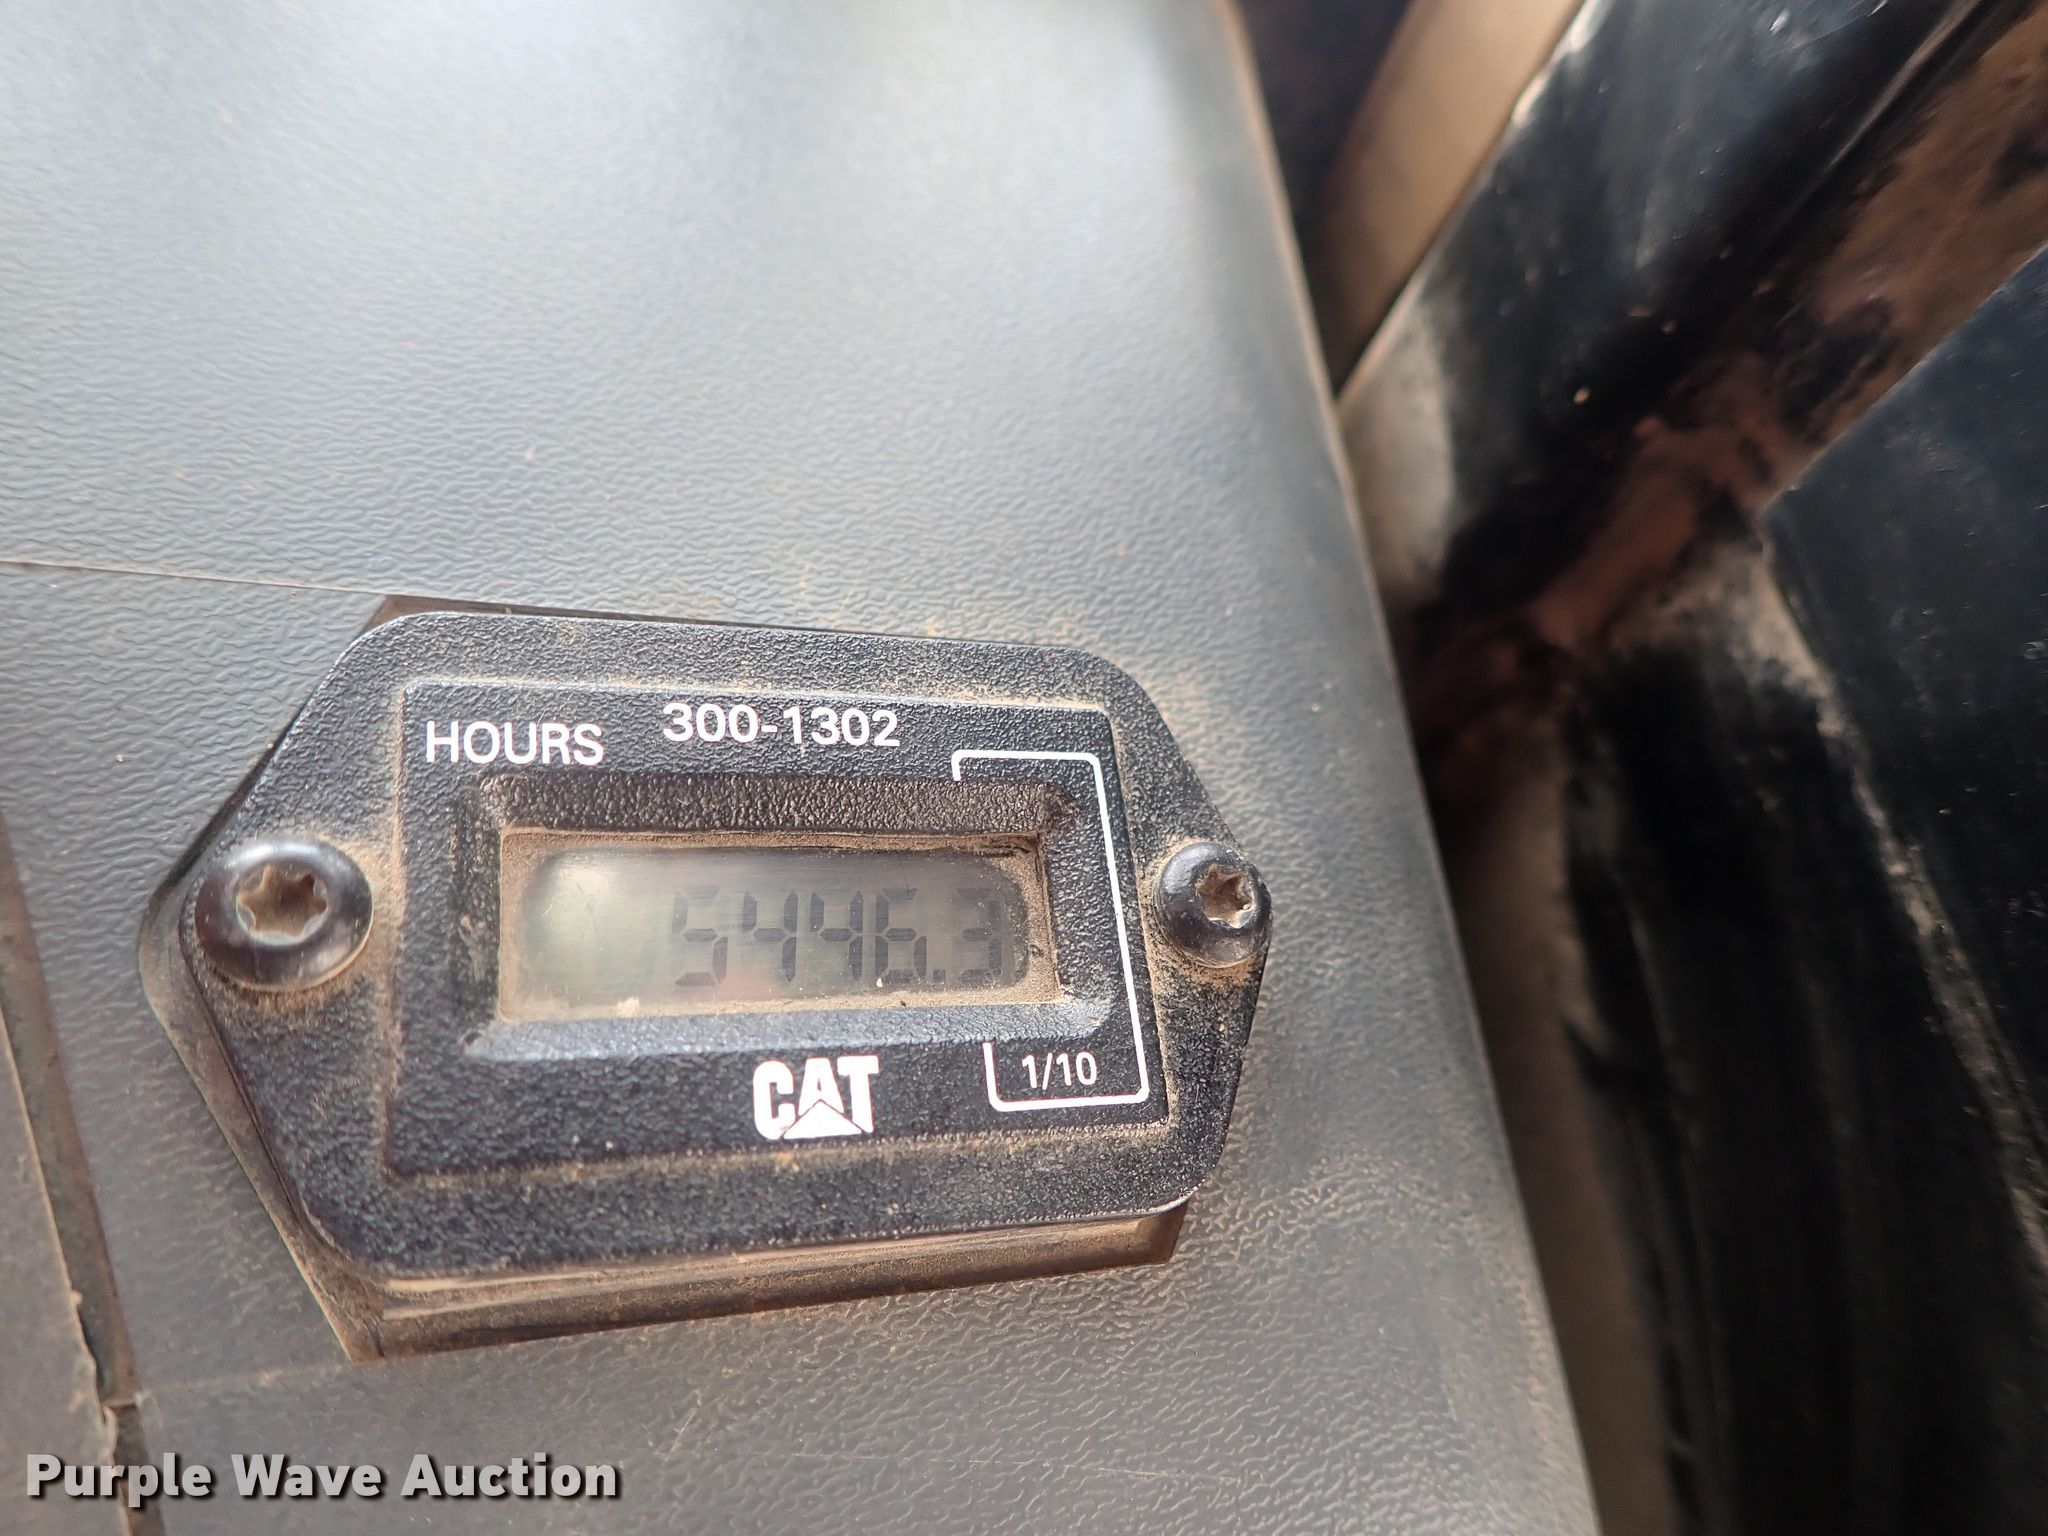 HOURS 300-1302
5446.3
CAT 1/10
Purple Wave Auction